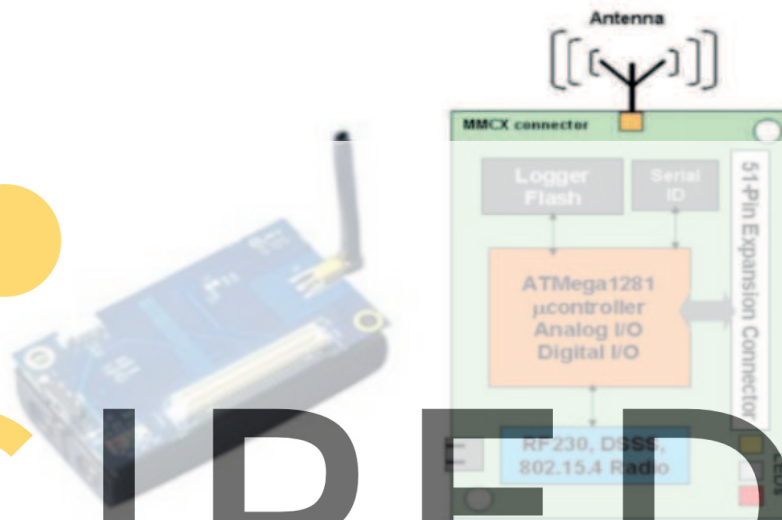 Antenna
MMCX connector
Logger
Flash
Serial
ID
51-Pin Expansion Connector
ATMega1281
µcontroller
Analog I/O
Digital I/O
RF230, DSSS,
802.15.4 Radio
LEDs